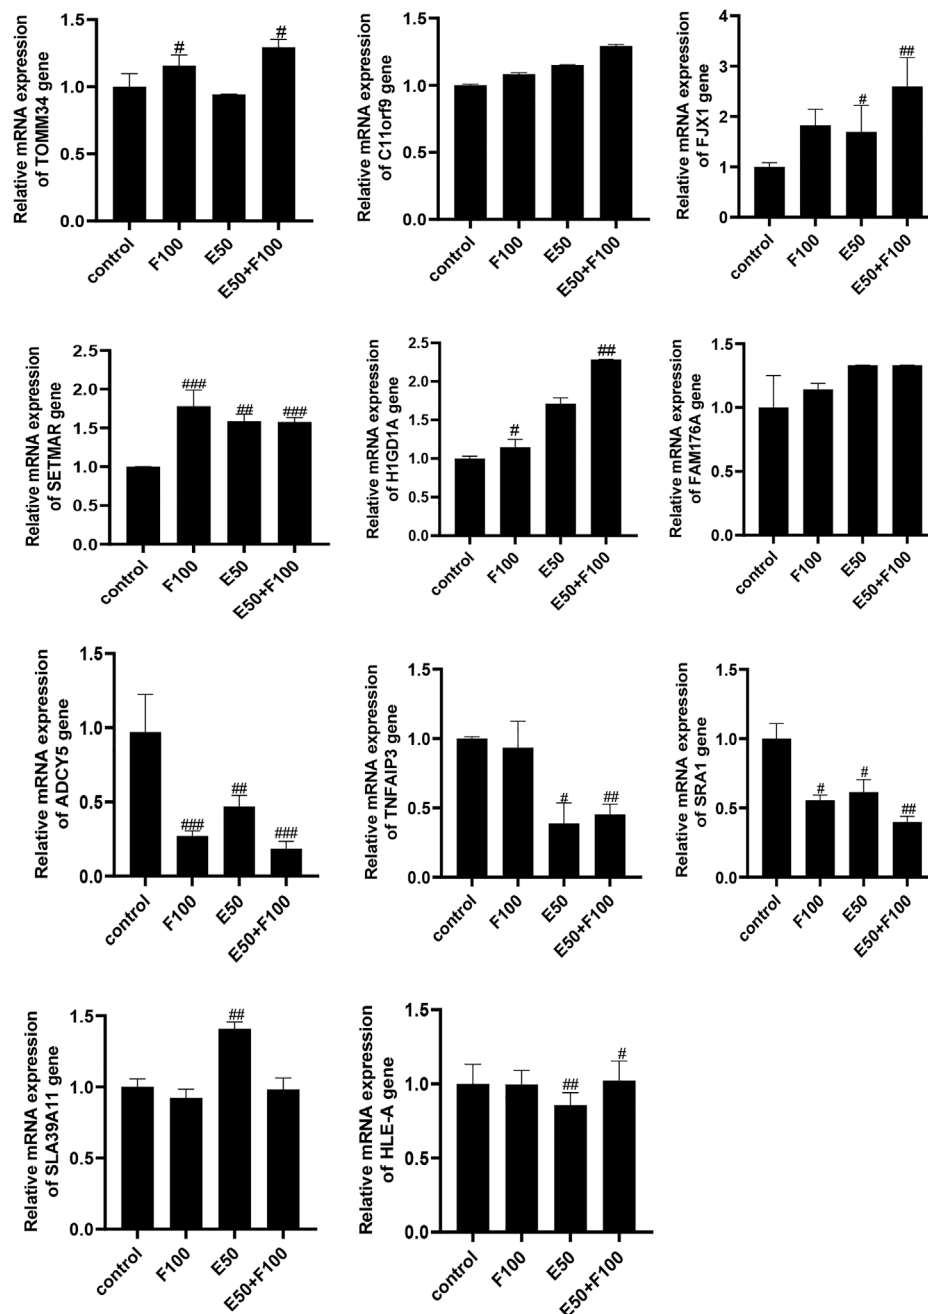 Relative mRNA expression
of TOMM34 gene
1.5
1.0
0.5
0.0
#
#
control
F100
E50
E50+F100
Relative mRNA expression
of C11orf9 gene
1.5
1.0
0.5
0.0
control
F100
E50
E50+F100
Relative mRNA expression
of FJX1 gene
4
3
2
1
0
#
##
control
F100
E50
E50+F100
Relative mRNA expression
of SETMAR gene
2.5
2.0
1.5
1.0
0.5
0.0
###
##
###
control
F100
E50
E50+F100
Relative mRNA expression
of H1GD1A gene
2.5
2.0
1.5
1.0
0.5
0.0
#
##
control
F100
E50
E50+F100
Relative mRNA expression
of FAM176A gene
1.5
1.0
0.5
0.0
control
F100
E50
E50+F100
Relative mRNA expression
of ADCY5 gene
1.5
1.0
0.5
0.0
###
##
###
control
F100
E50
E50+F100
Relative mRNA expression
of TNFAIP3 gene
1.5
1.0
0.5
0.0
#
##
control
F100
E50
E50+F100
Relative mRNA expression
of SRA1 gene
1.5
1.0
0.5
0.0
#
#
##
control
F100
E50
E50+F100
Relative mRNA expression
of SLA39A11 gene
1.5
1.0
0.5
0.0
##
control
F100
E50
E50+F100
Relative mRNA expression
of HLE-A gene
1.5
1.0
0.5
0.0
##
#
control
F100
E50
E50+F100